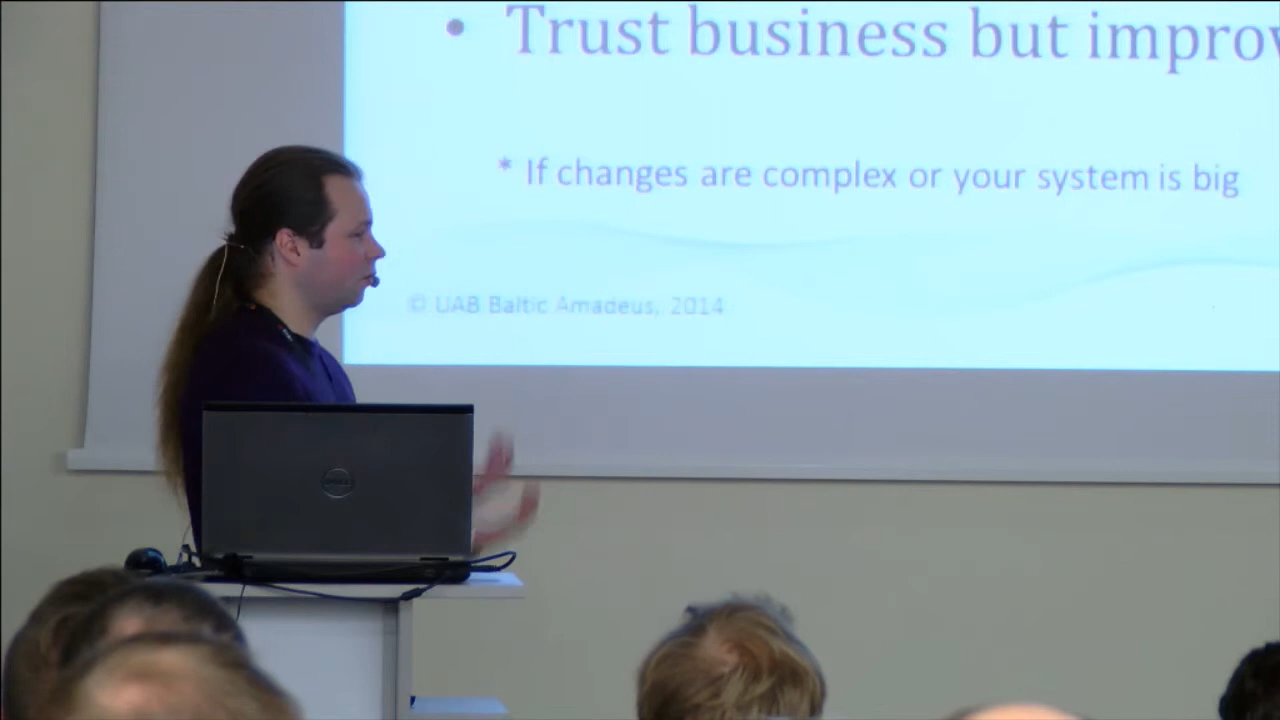 • Trust business but improv
* If changes are complex or your system is big
© UAB Baltic Amadeus, 2014
DELL